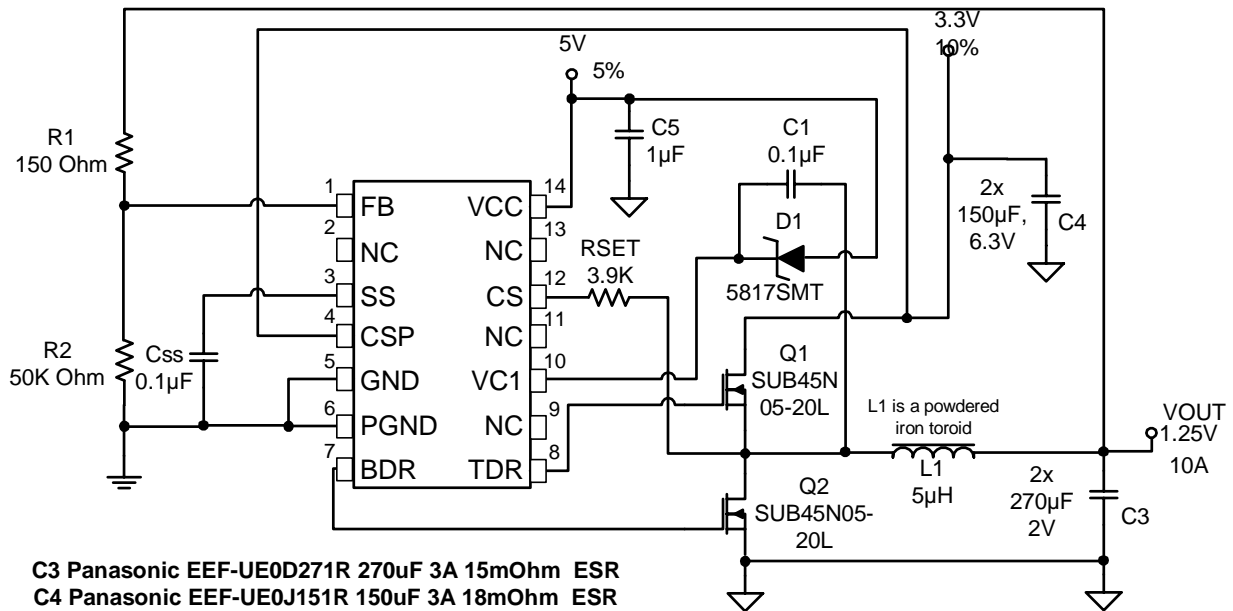 3.3V
10%
5V
5%
R1
150 Ohm
C5
1µF
C1
0.1µF
2x
150µF,
6.3V
C4
D1
5817SMT
1
FB
2
NC
3
SS
4
CSP
5
GND
6
PGND
7
BDR
VCC
14
NC
13
CS
12
NC
11
VC1
10
NC
9
TDR
8
RSET
3.9K
R2
50K Ohm
Css
0.1µF
Q1
SUB45N
05-20L
L1 is a powdered
iron toroid
L1
5µH
VOUT
1.25V
10A
2x
270µF
2V
C3
Q2
SUB45N05-
20L
C3 Panasonic EEF-UE0D271R 270uF 3A 15mOhm ESR
C4 Panasonic EEF-UE0J151R 150uF 3A 18mOhm ESR